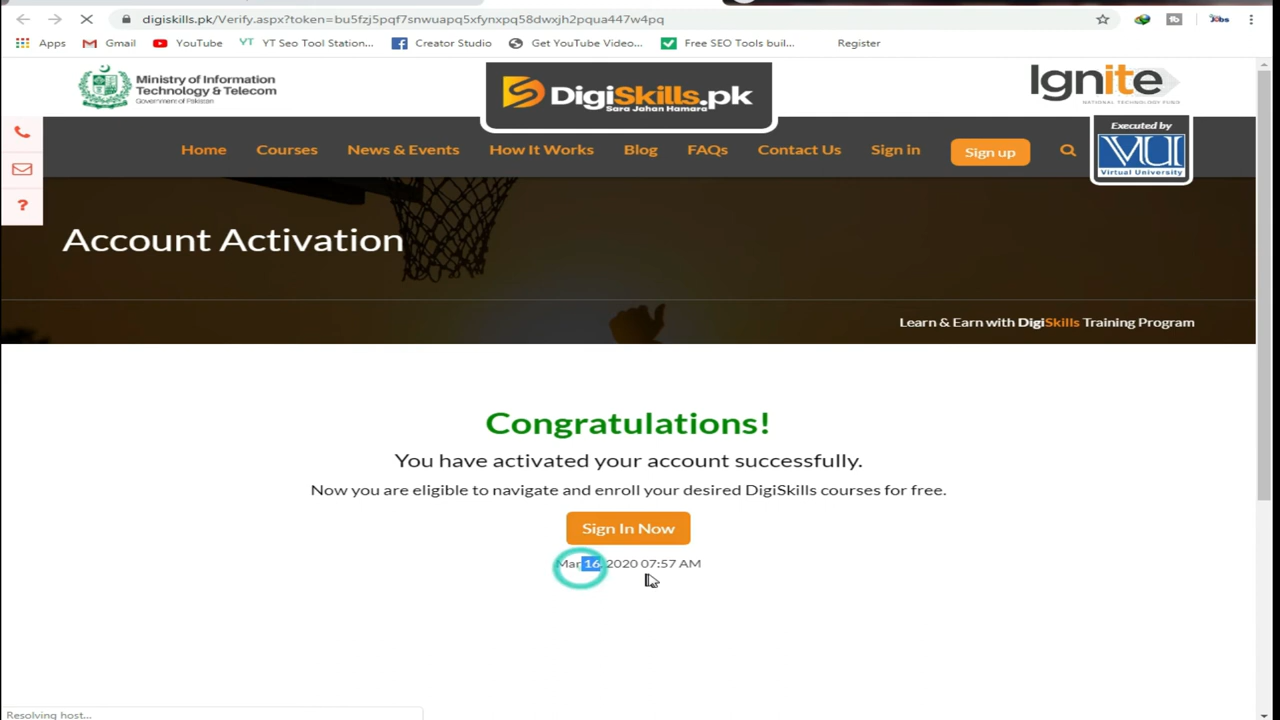 digiskills.pk/Verify.aspx?token=bu5fzj5pqf7snwuapq5xfynxpq58dwxjh2pqua447w4pq
Apps Gmail YouTube YT YT Seo Tool Station... Creator Studio Get YouTube Video... Free SEO Tools buil... Register
Ministry of Information
Technology & Telecom
Government of Pakistan
DigiSkills.pk
Sara Jahan Hamara
Ignite
NATIONAL TECHNOLOGY FUND
Executed by
VU
Virtual University
Home Courses News & Events How It Works Blog FAQs Contact Us Sign in Sign up
?
Account Activation
Learn & Earn with DigiSkills Training Program
Congratulations!
You have activated your account successfully.
Now you are eligible to navigate and enroll your desired DigiSkills courses for free.
Sign In Now
Mar 16 2020 07:57 AM
Resolving host...